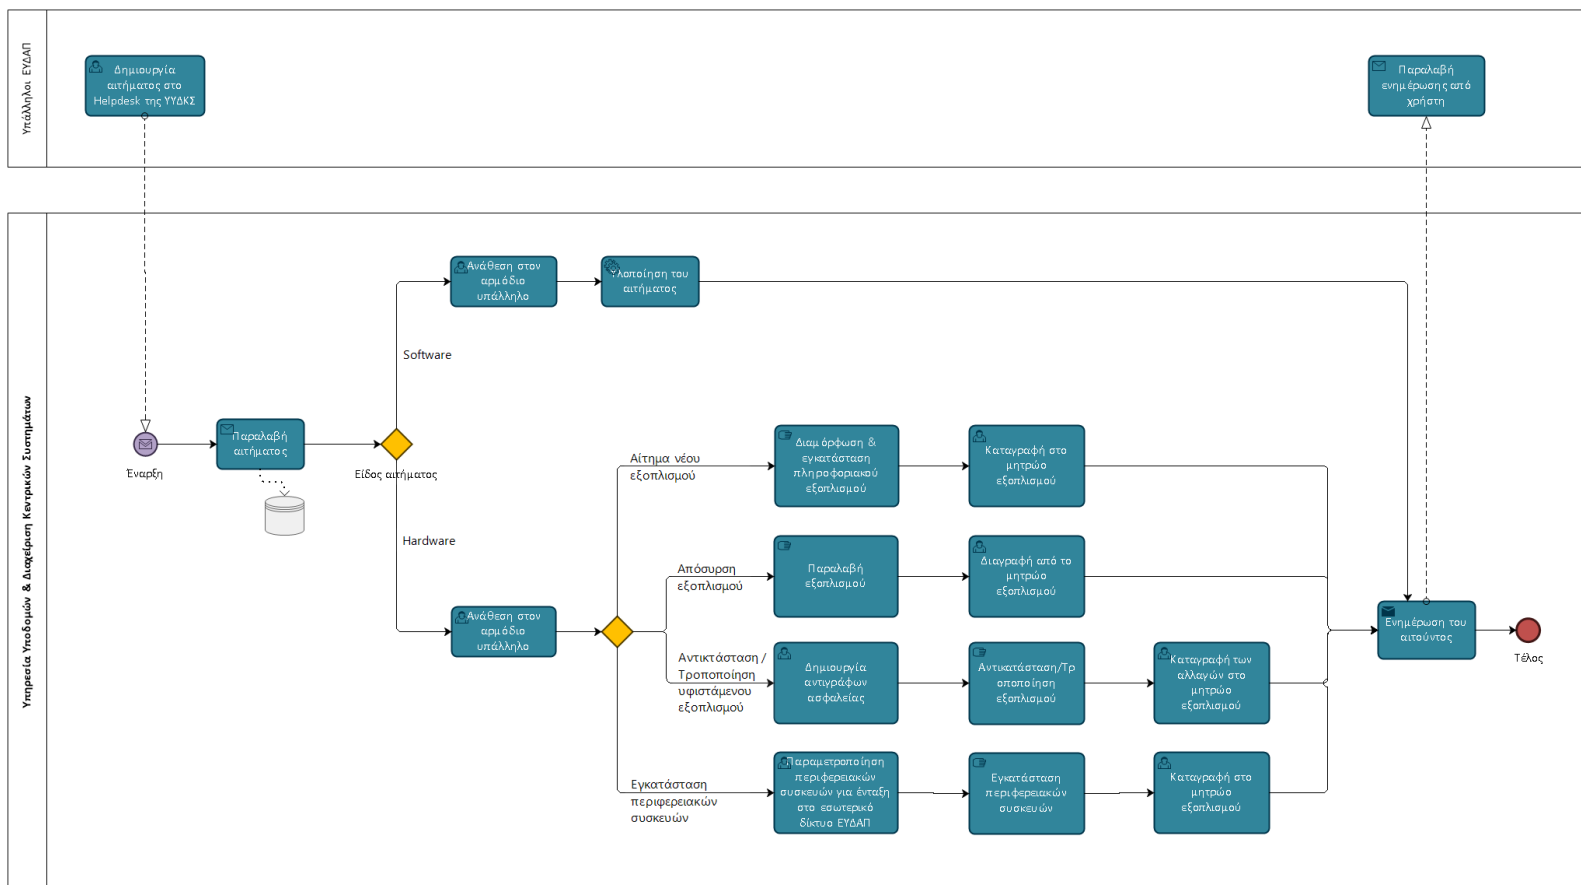 Υπάλληλοι ΕΥΔΑΠ
Δημιουργία
αιτήματος στο
Helpdesk της ΥΥΔΚΣ
Παραλαβή
ενημέρωσης από
χρήστη
Υπηρεσία Υποδομών & Διαχείριση Κεντρικών Συστημάτων
Έναρξη
Παραλαβή
αιτήματος
Είδος αιτήματος
Software
Ανάθεση στον
αρμόδιο
υπάλληλο
Υλοποίηση του
αιτήματος
Hardware
Ανάθεση στον
αρμόδιο
υπάλληλο
Αίτημα νέου
εξοπλισμού
Διαμόρφωση &
εγκατάσταση
πληροφοριακού
εξοπλισμού
Καταγραφή στο
μητρώο
εξοπλισμού
Απόσυρση
εξοπλισμού
Παραλαβή
εξοπλισμού
Διαγραφή από το
μητρώο
εξοπλισμού
Αντικτάσταση /
Τροποποίηση
υφιστάμενου
εξοπλισμού
Δημιουργία
αντιγράφων
ασφαλείας
Αντικατάσταση/Τρ
οποποίηση
εξοπλισμού
Καταγραφή των
αλλαγών στο
μητρώο
εξοπλισμού
Εγκατάσταση
περιφερειακών
συσκευών
Παραμετροποίηση
περιφερειακών
συσκευών για ένταξη
στο εσωτερικό
δίκτυο ΕΥΔΑΠ
Εγκατάσταση
περιφερειακών
συσκευών
Καταγραφή στο
μητρώο
εξοπλισμού
Ενημέρωση του
αιτούντος
Τέλος